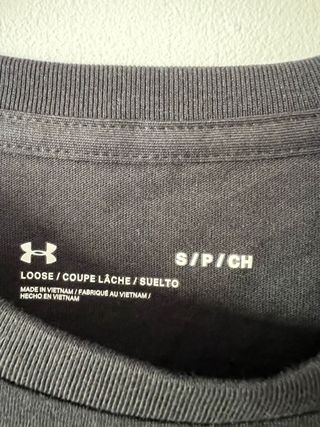 S/P/CH
LOOSE / COUPE LÂCHE / SUELTO
MADE IN VIETNAM / FABRIQUÉ AU VIETNAM /
HECHO EN VIETNAM